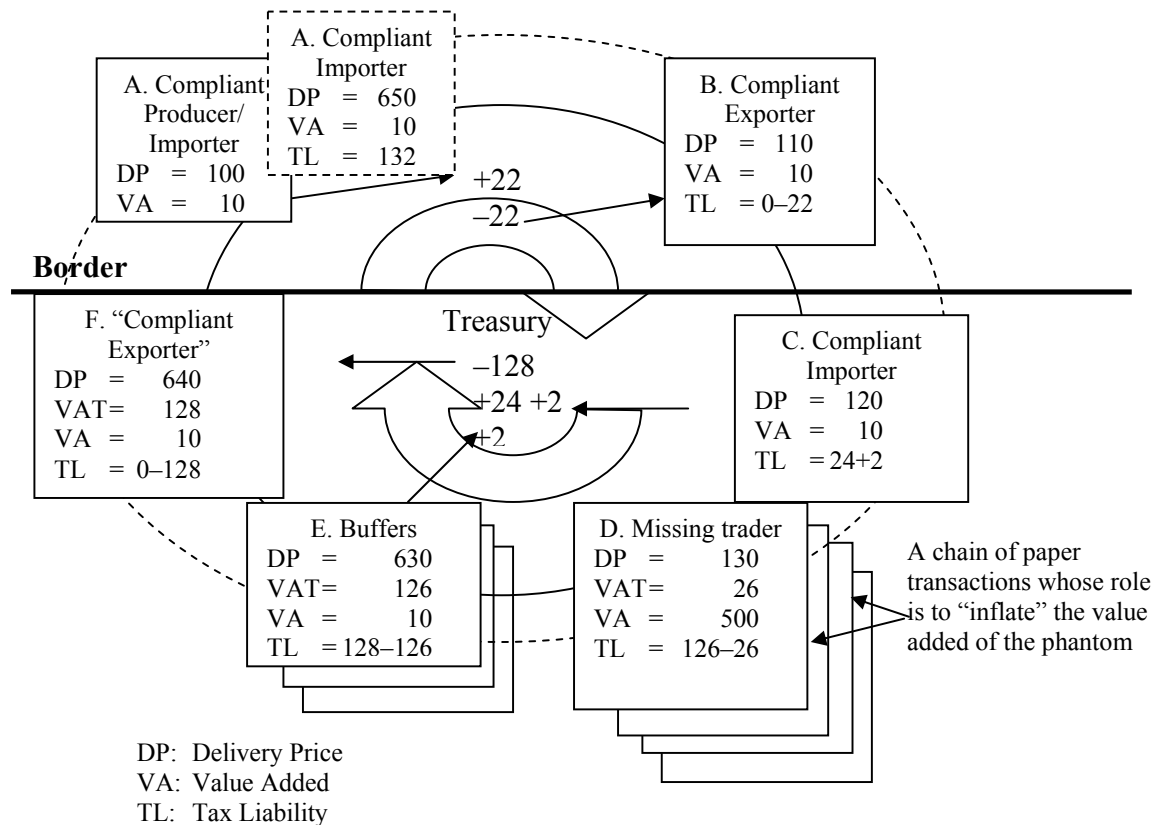 A. Compliant
Importer
DP = 650
VA = 10
TL = 132
A. Compliant
Producer/
Importer
DP = 100
VA = 10
B. Compliant
Exporter
DP = 110
VA = 10
TL = 0–22
+22
–22
Border
Treasury
–128
+24 +2
+2
F. “Compliant
Exporter”
DP = 640
VAT= 128
VA = 10
TL = 0–128
C. Compliant
Importer
DP = 120
VA = 10
TL = 24+2
E. Buffers
DP = 630
VAT= 126
VA = 10
TL = 128–126
D. Missing trader
DP = 130
VAT= 26
VA = 500
TL = 126–26
A chain of paper
transactions whose role
is to “inflate” the value
added of the phantom
DP: Delivery Price
VA: Value Added
TL: Tax Liability